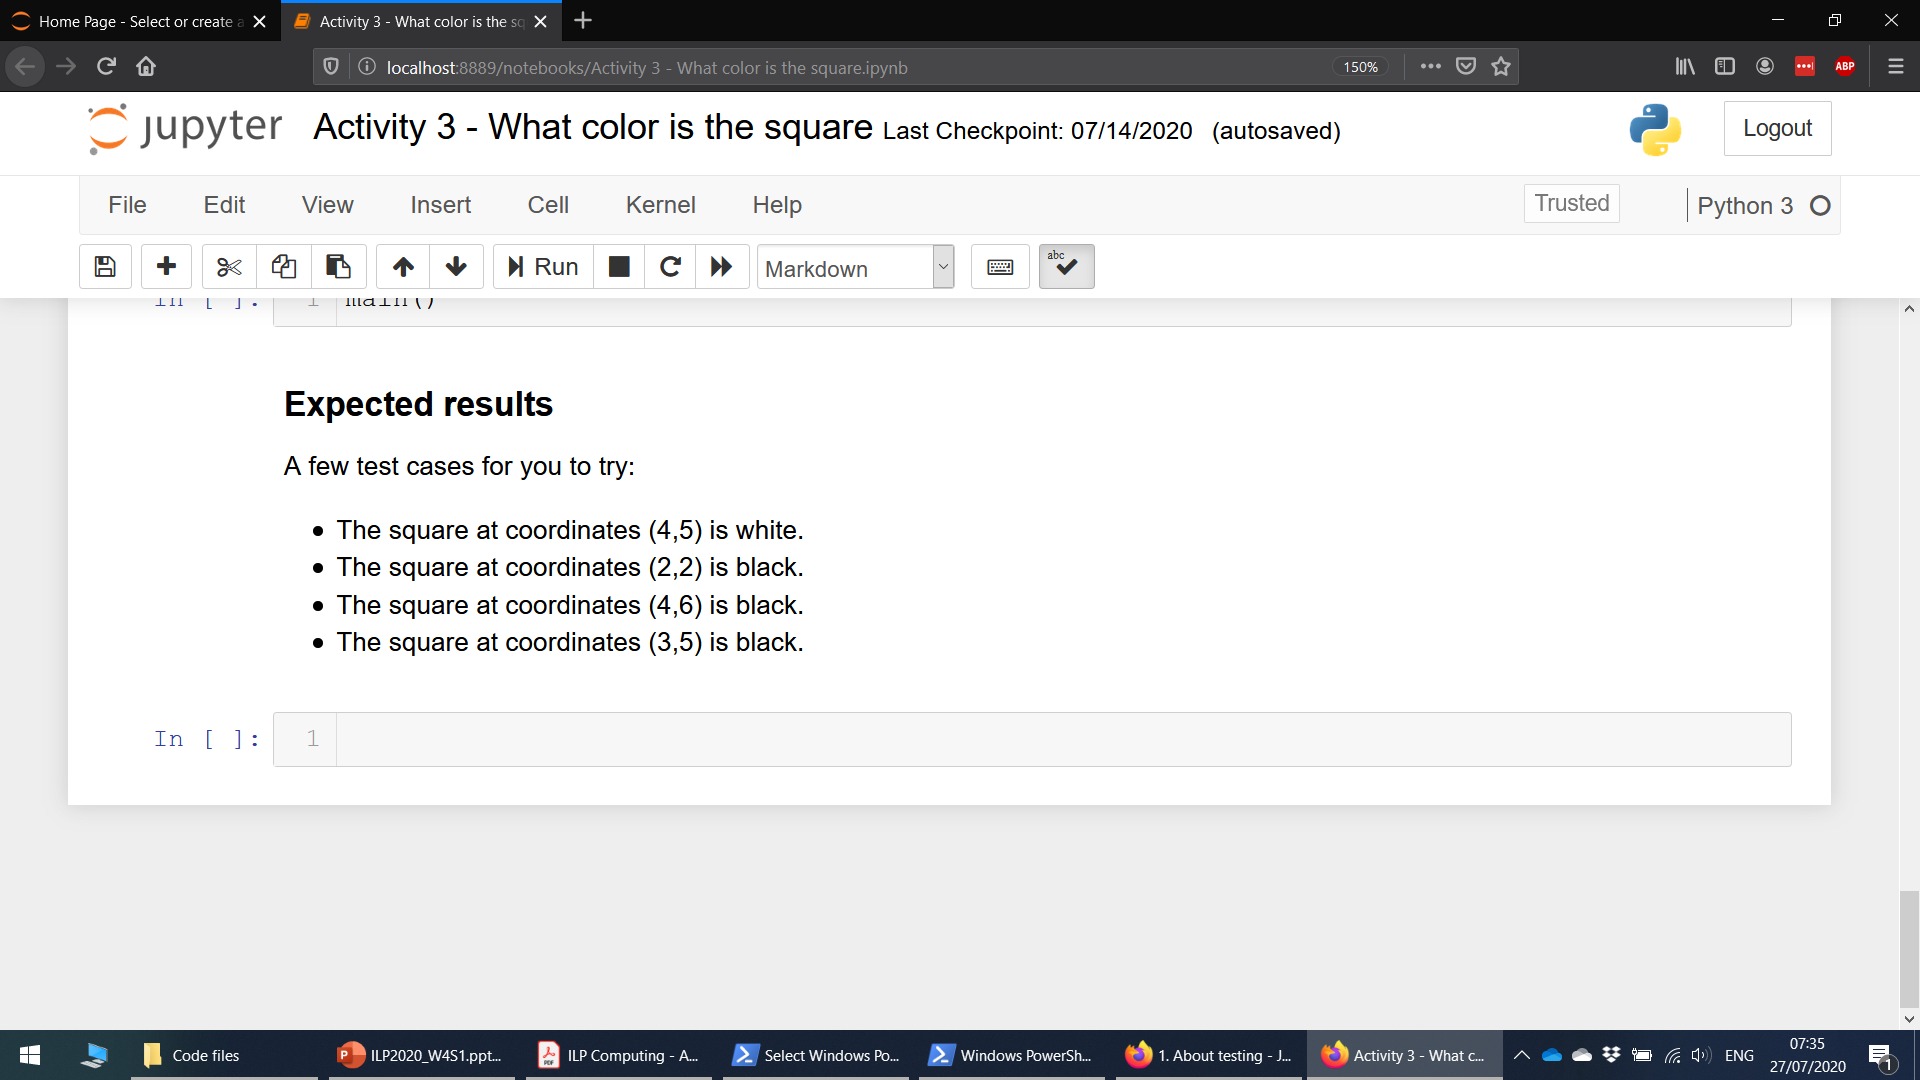 Home Page - Select or create a
Activity 3 - What color is the sq
localhost:8889/notebooks/Activity 3 - What color is the square.ipynb
150%
ABP
jupyter
Activity 3 - What color is the square Last Checkpoint: 07/14/2020 (autosaved)
Logout
File Edit View Insert Cell Kernel Help
Trusted
Python 3
Run
Markdown
abc
In [ ]: 1 main()
Expected results
A few test cases for you to try:
• The square at coordinates (4,5) is white.
• The square at coordinates (2,2) is black.
• The square at coordinates (4,6) is black.
• The square at coordinates (3,5) is black.
In [ ]: 1
Code files
P
ILP2020_W4S1.ppt...
PDF
ILP Computing - A...
Select Windows Po...
Windows PowerSh...
1. About testing - J...
Activity 3 - What c...
ENG
07:35
27/07/2020
1